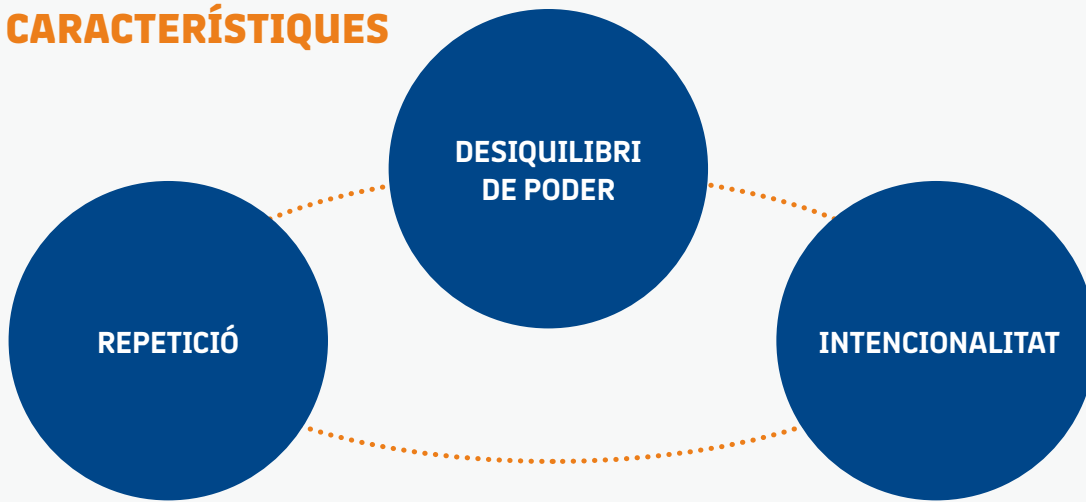 CARACTERÍSTIQUES
DESIQUILIBRI
DE PODER
REPETICIÓ
INTENCIONALITAT